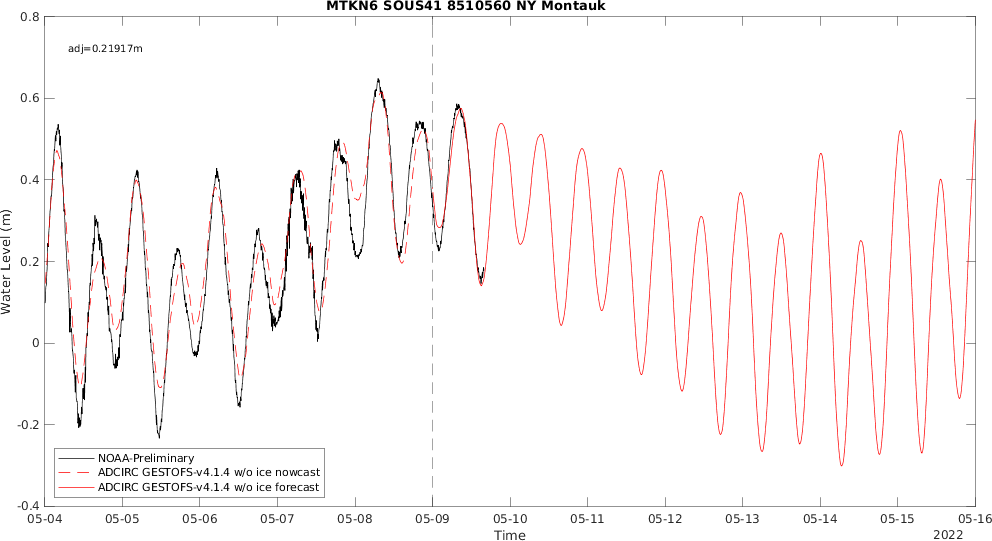 MTKN6 SOUS41 8510560 NY Montauk
adj=0.21917m
Water Level (m)
0.8
0.6
0.4
0.2
0
-0.2
-0.4
NOAA-Preliminary
ADCIRC GESTOFS-v4.1.4 w/o ice nowcast
ADCIRC GESTOFS-v4.1.4 w/o ice forecast
05-04 05-05 05-06 05-07 05-08 05-09 05-10 05-11 05-12 05-13 05-14 05-15 05-16
Time
2022